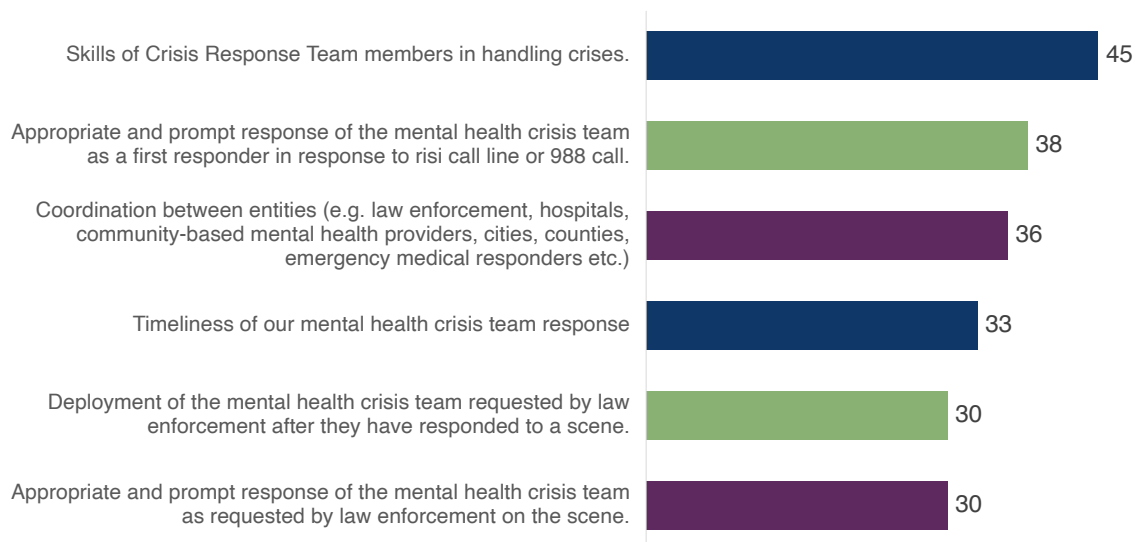 Skills of Crisis Response Team members in handling crises.
45
Appropriate and prompt response of the mental health crisis team
as a first responder in response to risi call line or 988 call.
38
Coordination between entities (e.g. law enforcement, hospitals,
community-based mental health providers, cities, counties,
emergency medical responders etc.)
36
Timeliness of our mental health crisis team response
33
Deployment of the mental health crisis team requested by law
enforcement after they have responded to a scene.
30
Appropriate and prompt response of the mental health crisis team
as requested by law enforcement on the scene.
30